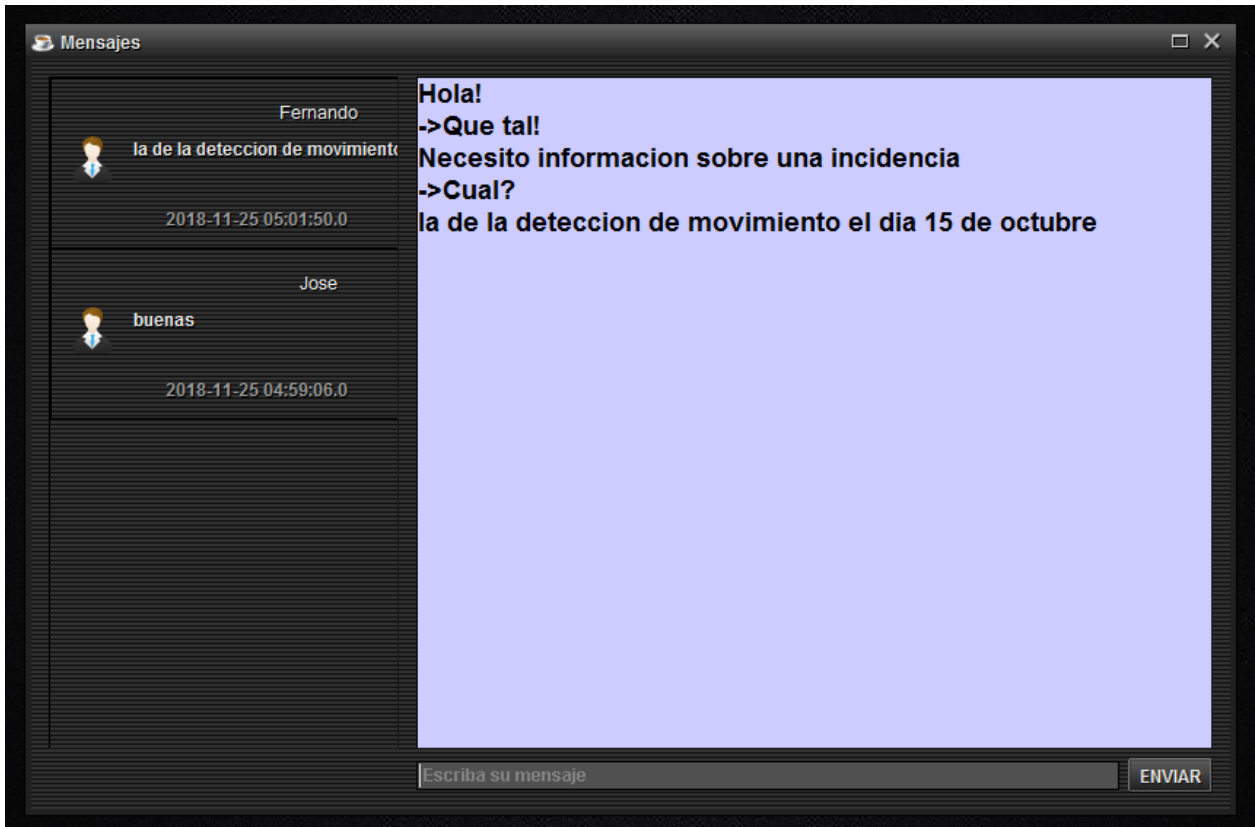 Mensajes
Fernando
la de la deteccion de movimiento
2018-11-25 05:01:50.0
Jose
buenas
2018-11-25 04:59:06.0
Hola!
->Que tal!
Necesito informacion sobre una incidencia
->Cual?
la de la deteccion de movimiento el dia 15 de octubre
Escriba su mensaje
ENVIAR